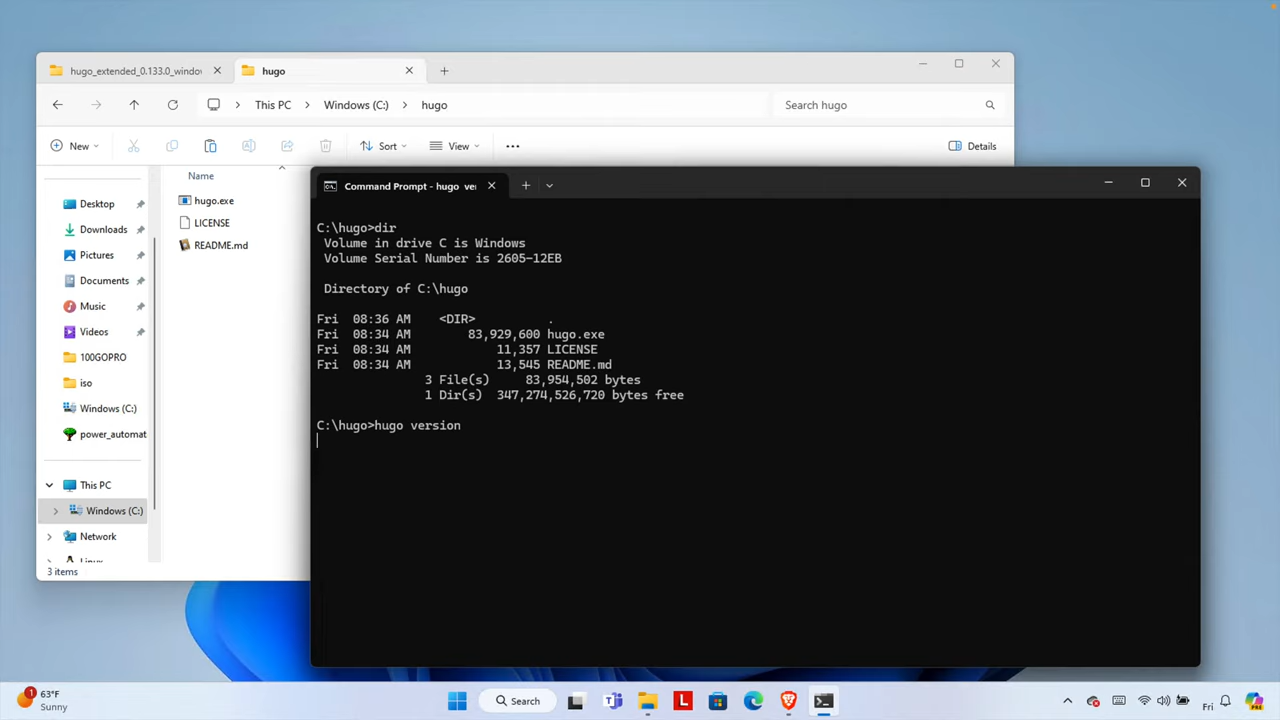 hugo_extended_0.133.0_windo
hugo
This PC
Windows (C:)
hugo
Search hugo
New
Sort
View
Details
Name
Desktop
Downloads
Pictures
Documents
Music
Videos
100GOPRO
iso
Windows (C:)
power_automat
This PC
Windows (C:)
Network
Linux
3 items
hugo.exe
LICENSE
README.md
Command Prompt - hugo ver
C:\hugo>dir
Volume in drive C is Windows
Volume Serial Number is 2605-12EB
Directory of C:\hugo
Fri 08:36 AM <DIR> .
Fri 08:34 AM 83,929,600 hugo.exe
Fri 08:34 AM 11,357 LICENSE
Fri 08:34 AM 13,545 README.md
3 File(s) 83,954,502 bytes
1 Dir(s) 347,274,526,720 bytes free
C:\hugo>hugo version
1
63°F
Sunny
Search
L
Fri
PRE